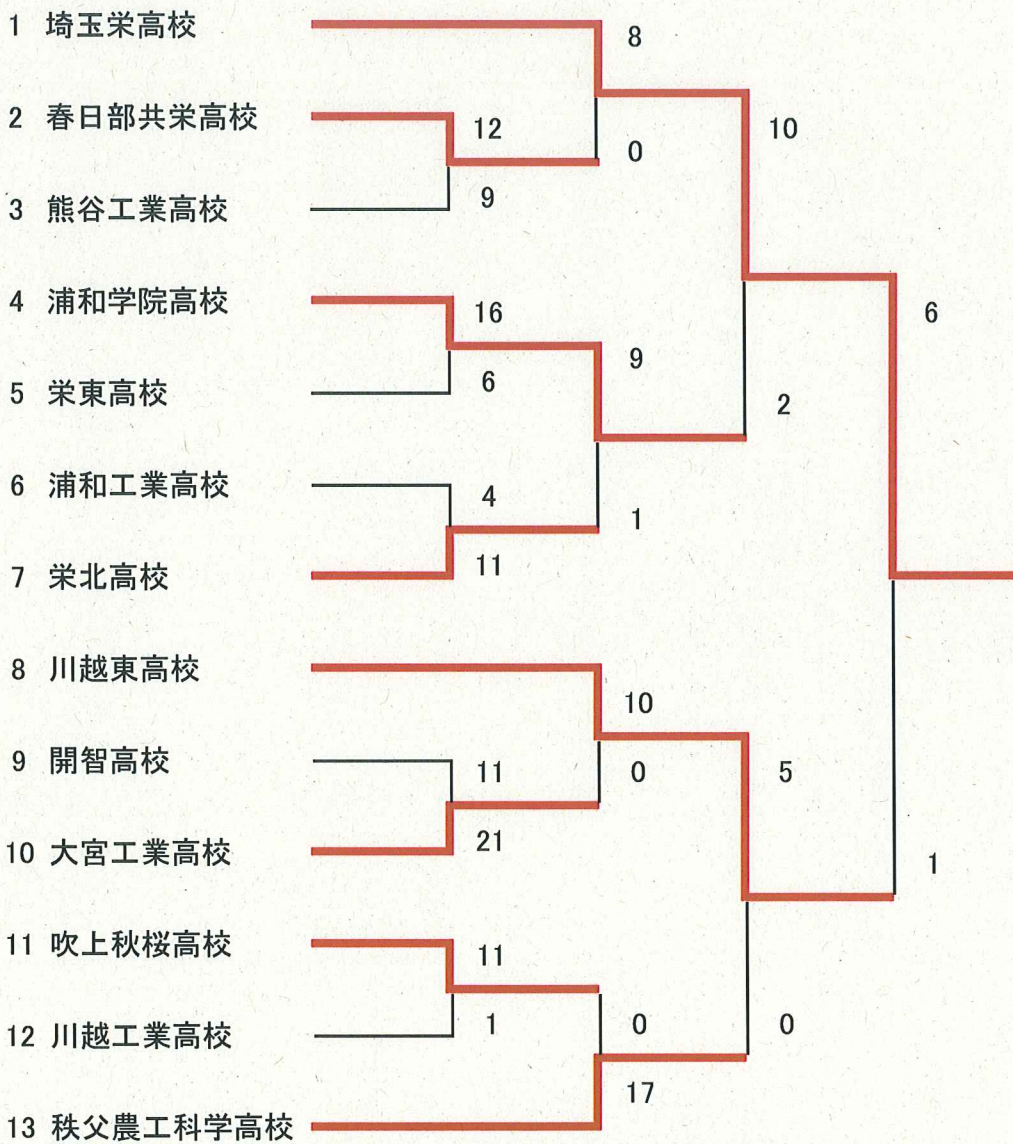 1 埼玉栄高校
8
2 春日部共栄高校
12
10
0
3 熊谷工業高校
9
4 浦和学院高校
16
6
9
5 栄東高校
6
2
6 浦和工業高校
4
1
7 栄北高校
11
8 川越東高校
10
9 開智高校
11
0
5
10 大宮工業高校
21
1
11 吹上秋桜高校
11
12 川越工業高校
1
0
0
17
13 秩父農工科学高校